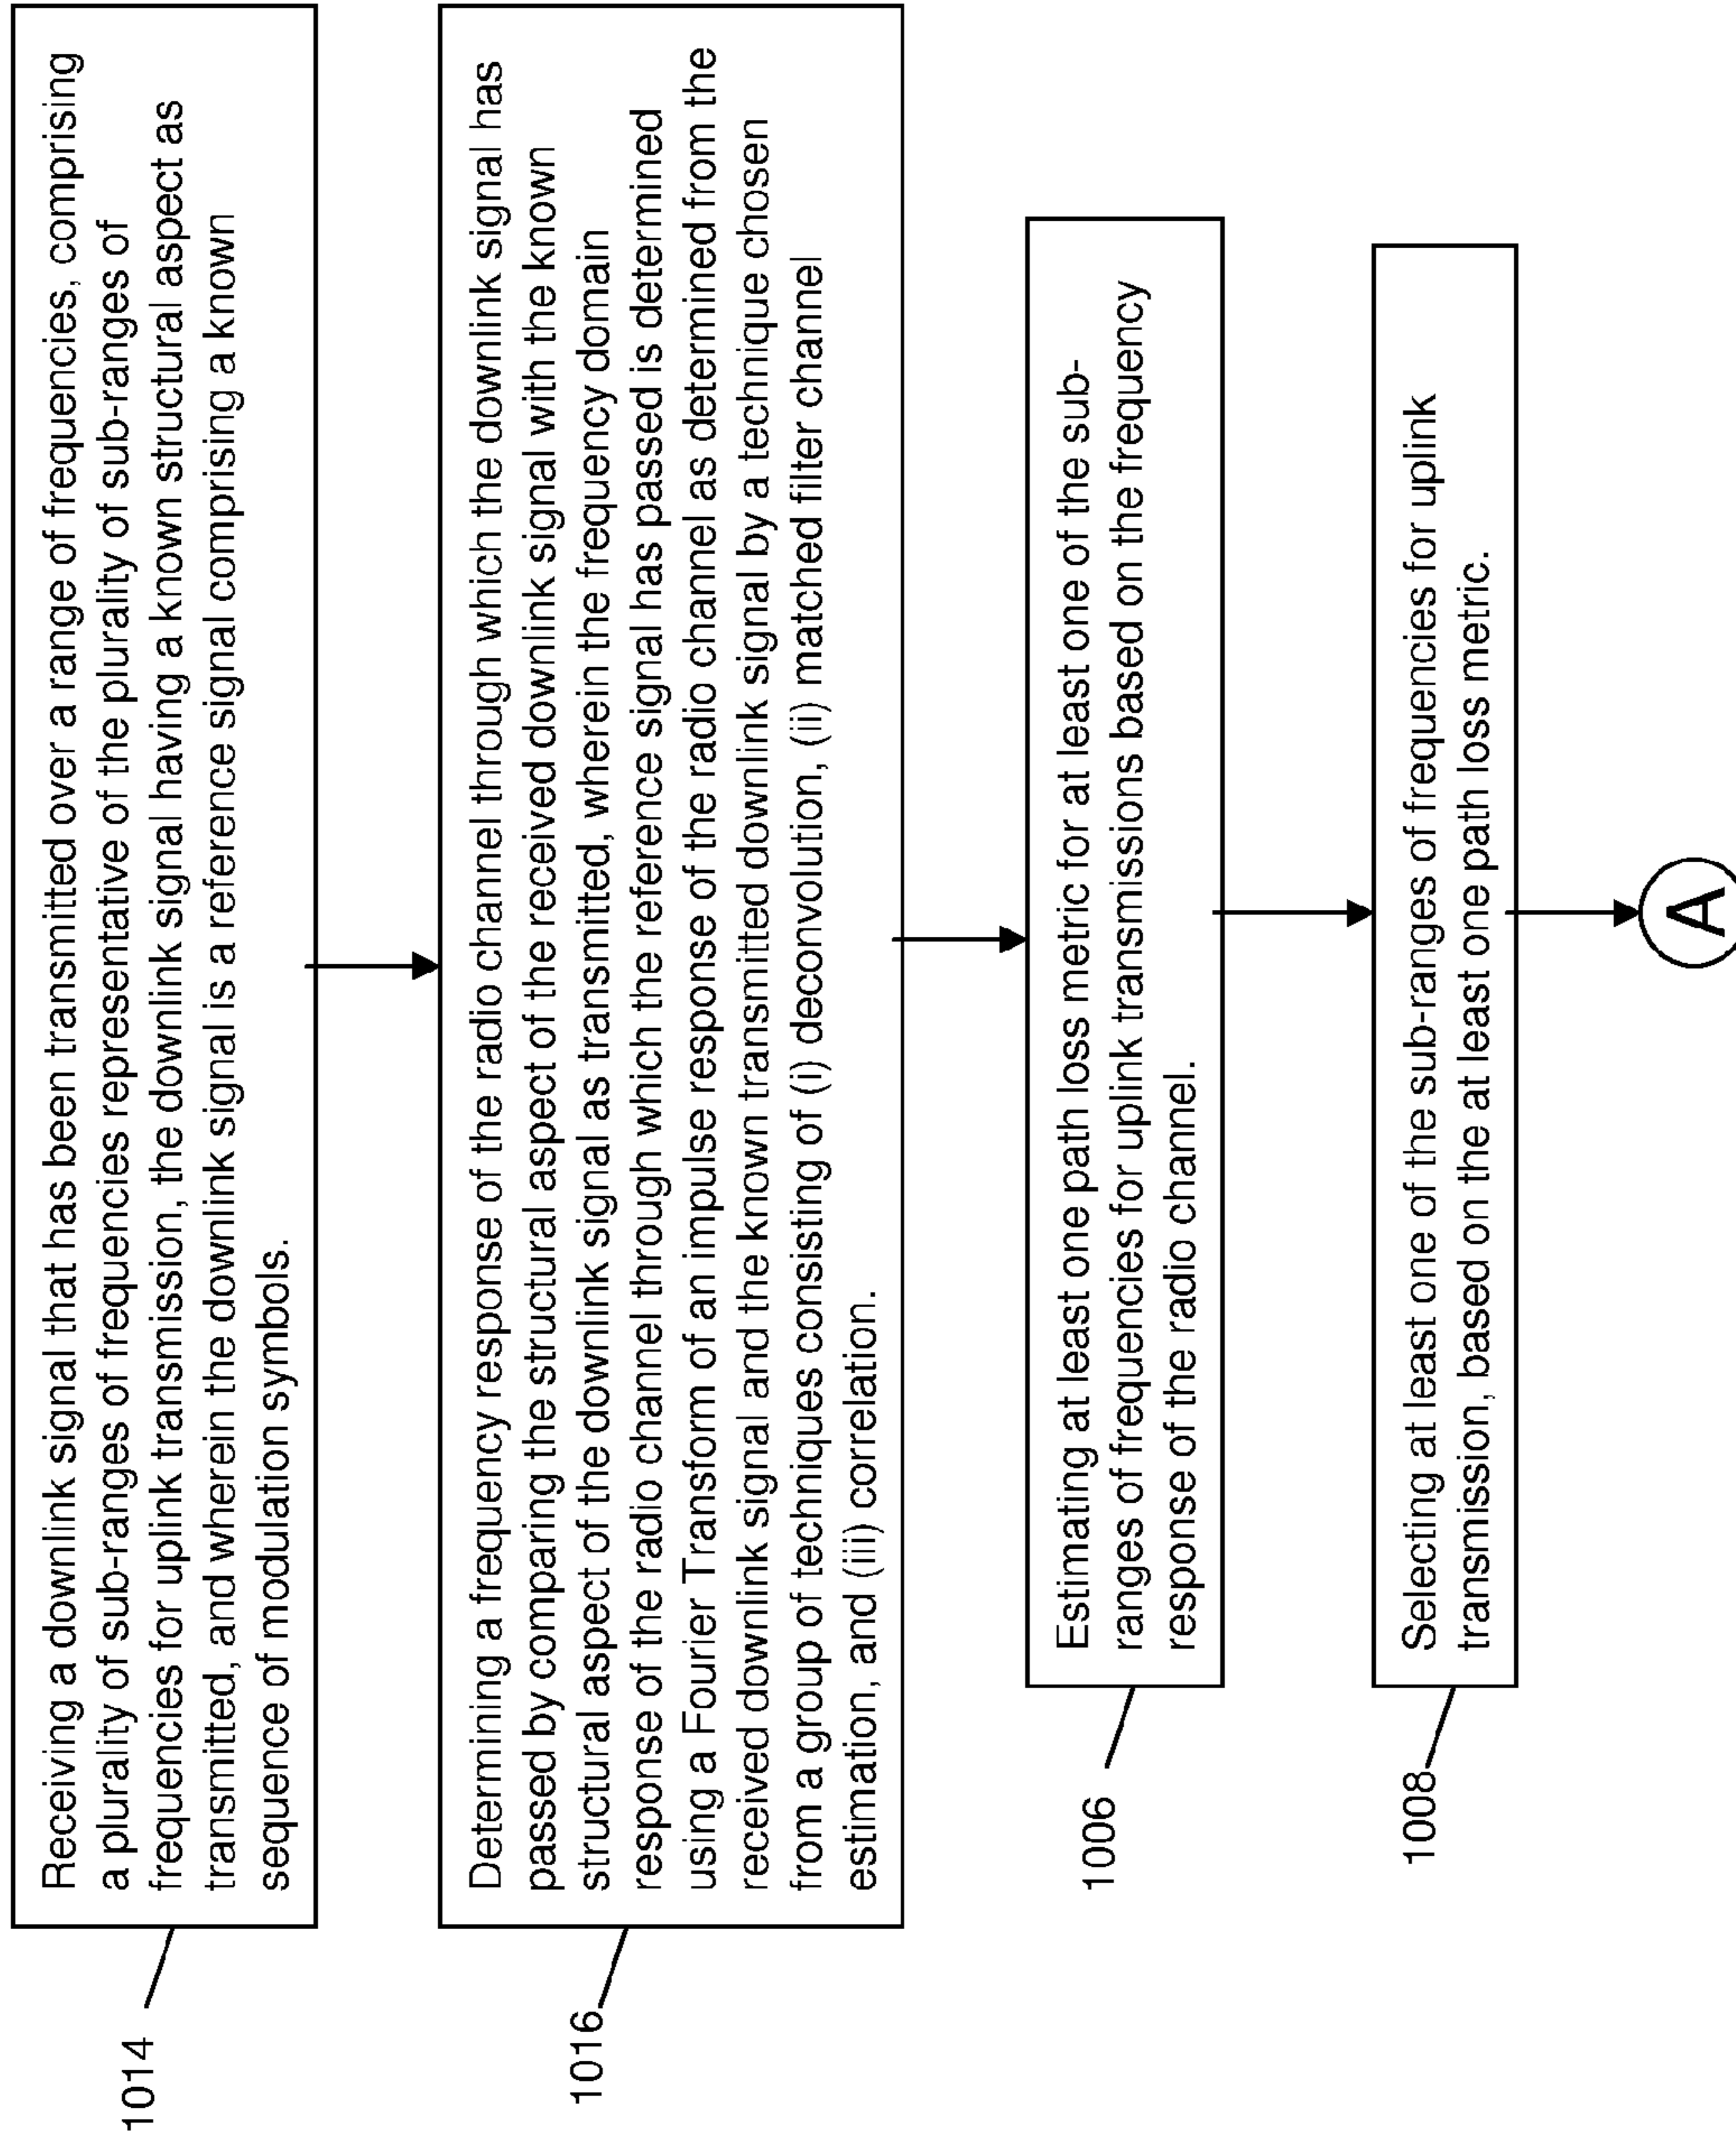 1014
Receiving a downlink signal that has been transmitted over a range of frequencies, comprising
a plurality of sub-ranges of frequencies representative of the plurality of sub-ranges of
frequencies for uplink transmission, the downlink signal having a known structural aspect as
transmitted, and wherein the downlink signal is a reference signal comprising a known
sequence of modulation symbols.
1016
Determining a frequency response of the radio channel through which the downlink signal has
passed by comparing the structural aspect of the received downlink signal with the known
structural aspect of the downlink signal as transmitted, wherein the frequency domain
response of the radio channel through which the reference signal has passed is determined
using a Fourier Transform of an impulse response of the radio channel as determined from the
received downlink signal and the known transmitted downlink signal by a technique chosen
from a group of techniques consisting of (i) deconvolution, (ii) matched filter channel
estimation, and (iii) correlation.
1006
Estimating at least one path loss metric for at least one of the sub-
ranges of frequencies for uplink transmissions based on the frequency
response of the radio channel.
1008
Selecting at least one of the sub-ranges of frequencies for uplink
transmission, based on the at least one path loss metric.
A